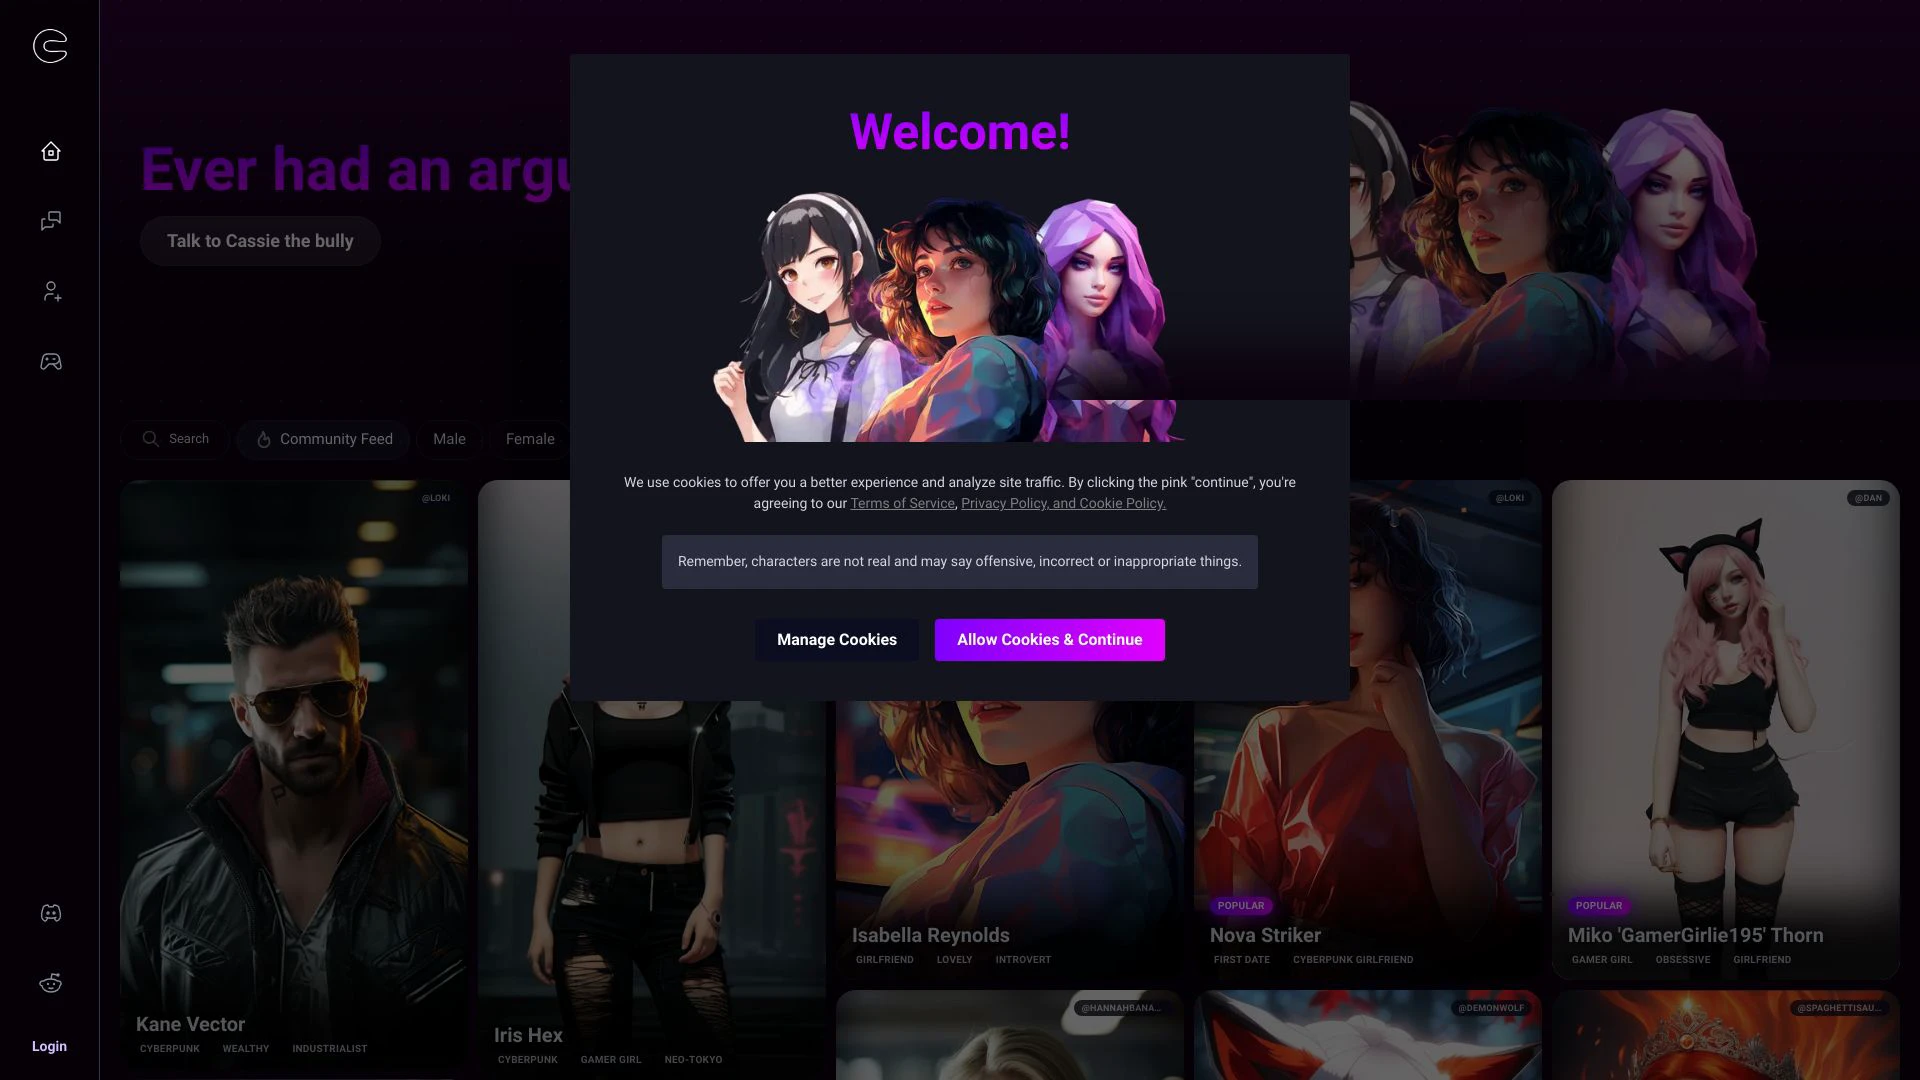 Welcome!
Ever had an argu
Talk to Cassie the bully
We use cookies to offer you a better experience and analyze site traffic. By clicking the pink "continue", you're
agreeing to our Terms of Service, Privacy Policy, and Cookie Policy.
Remember, characters are not real and may say offensive, incorrect or inappropriate things.
Manage Cookies
Allow Cookies & Continue
Search
Community Feed
Male
Female
@LOKI
Kane Vector
CYBERPUNK WEALTHY INDUSTRIALIST
Iris Hex
CYBERPUNK GAMER GIRL NEO-TOKYO
Isabella Reynolds
GIRLFRIEND LOVELY INTROVERT
@LOKI
POPULAR
Nova Striker
FIRST DATE CYBERPUNK GIRLFRIEND
@DAN
POPULAR
Miko 'GamerGirlie195' Thorn
GAMER GIRL OBSESSIVE GIRLFRIEND
@HANNAHBANA...
@DEMONWOLF
@SPAGHETTISAU...
Login